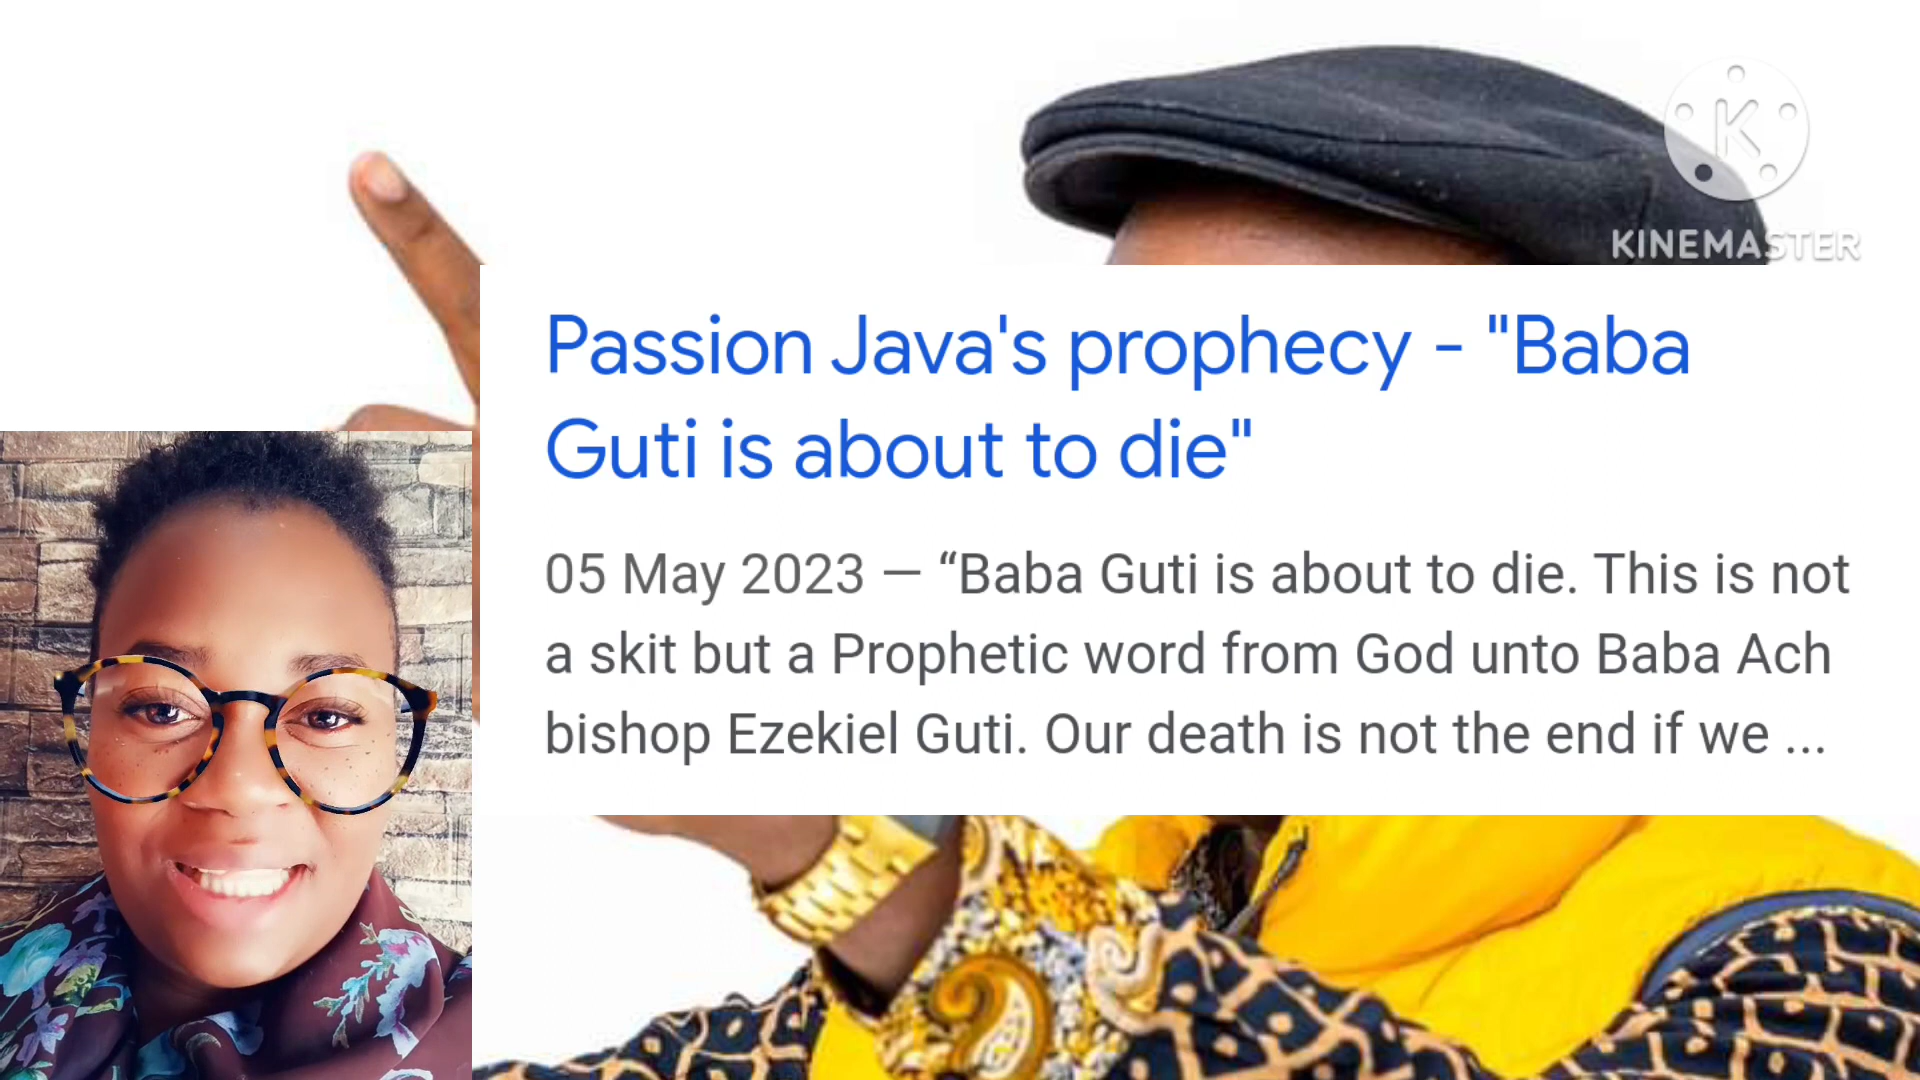 K
KINEMASTER
Passion Java's prophecy - "Baba
Guti is about to die"
05 May 2023 — “Baba Guti is about to die. This is not
a skit but a Prophetic word from God unto Baba Ach
bishop Ezekiel Guti. Our death is not the end if we ...